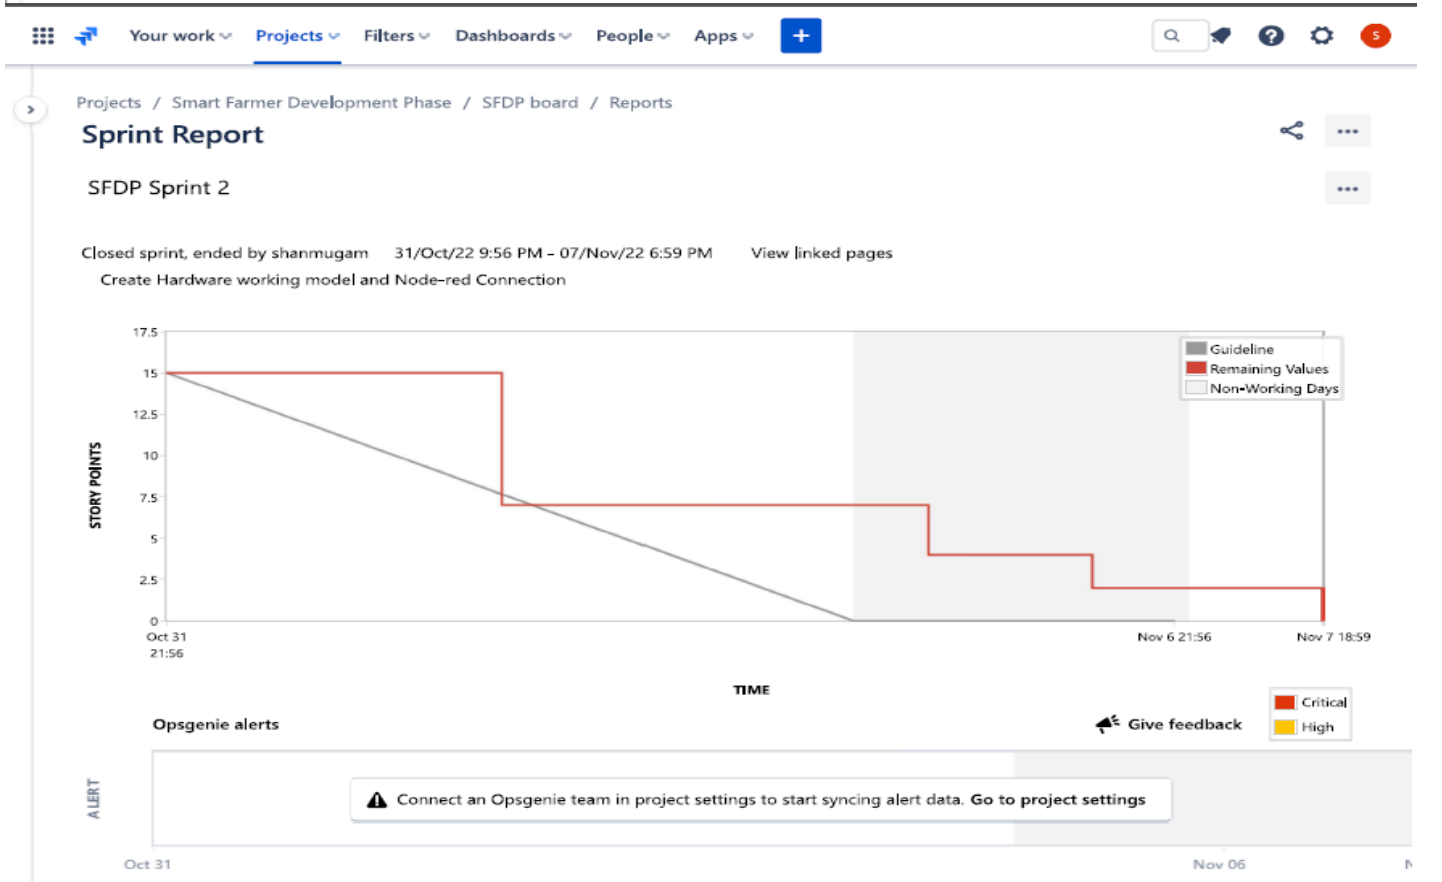 Your work Projects Filters Dashboards People Apps + S
Projects / Smart Farmer Development Phase / SFDP board / Reports
Sprint Report
SFDP Sprint 2
Closed sprint, ended by shanmugam 31/Oct/22 9:56 PM - 07/Nov/22 6:59 PM View linked pages
Create Hardware working model and Node-red Connection
17.5
15
12.5
10
7.5
5
2.5
0
STORY POINTS
Guideline
Remaining Values
Non-Working Days
Oct 31
21:56
Nov 6 21:56
Nov 7 18:59
TIME
Opsgenie alerts
Give feedback
Critical
High
ALERT
Connect an Opsgenie team in project settings to start syncing alert data. Go to project settings
Oct 31
Nov 06